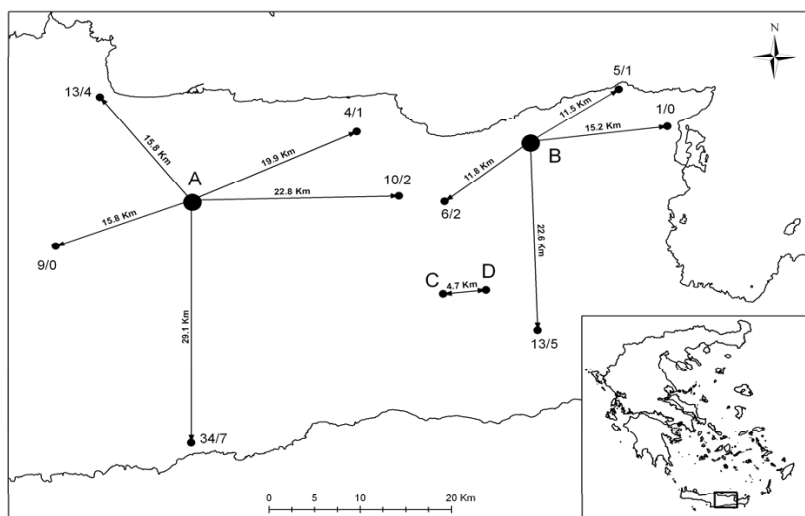 N
5/1
13/4
1/0
4/1
11.5 Km
15.8 Km
15.2 Km
19.9 Km
B
A
11.8 Km
10/2
22.8 Km
6/2
15.8 Km
22.6 Km
9/0
C
D
4.7 Km
13/5
29.1 Km
34/7
0 5 10 20 Km